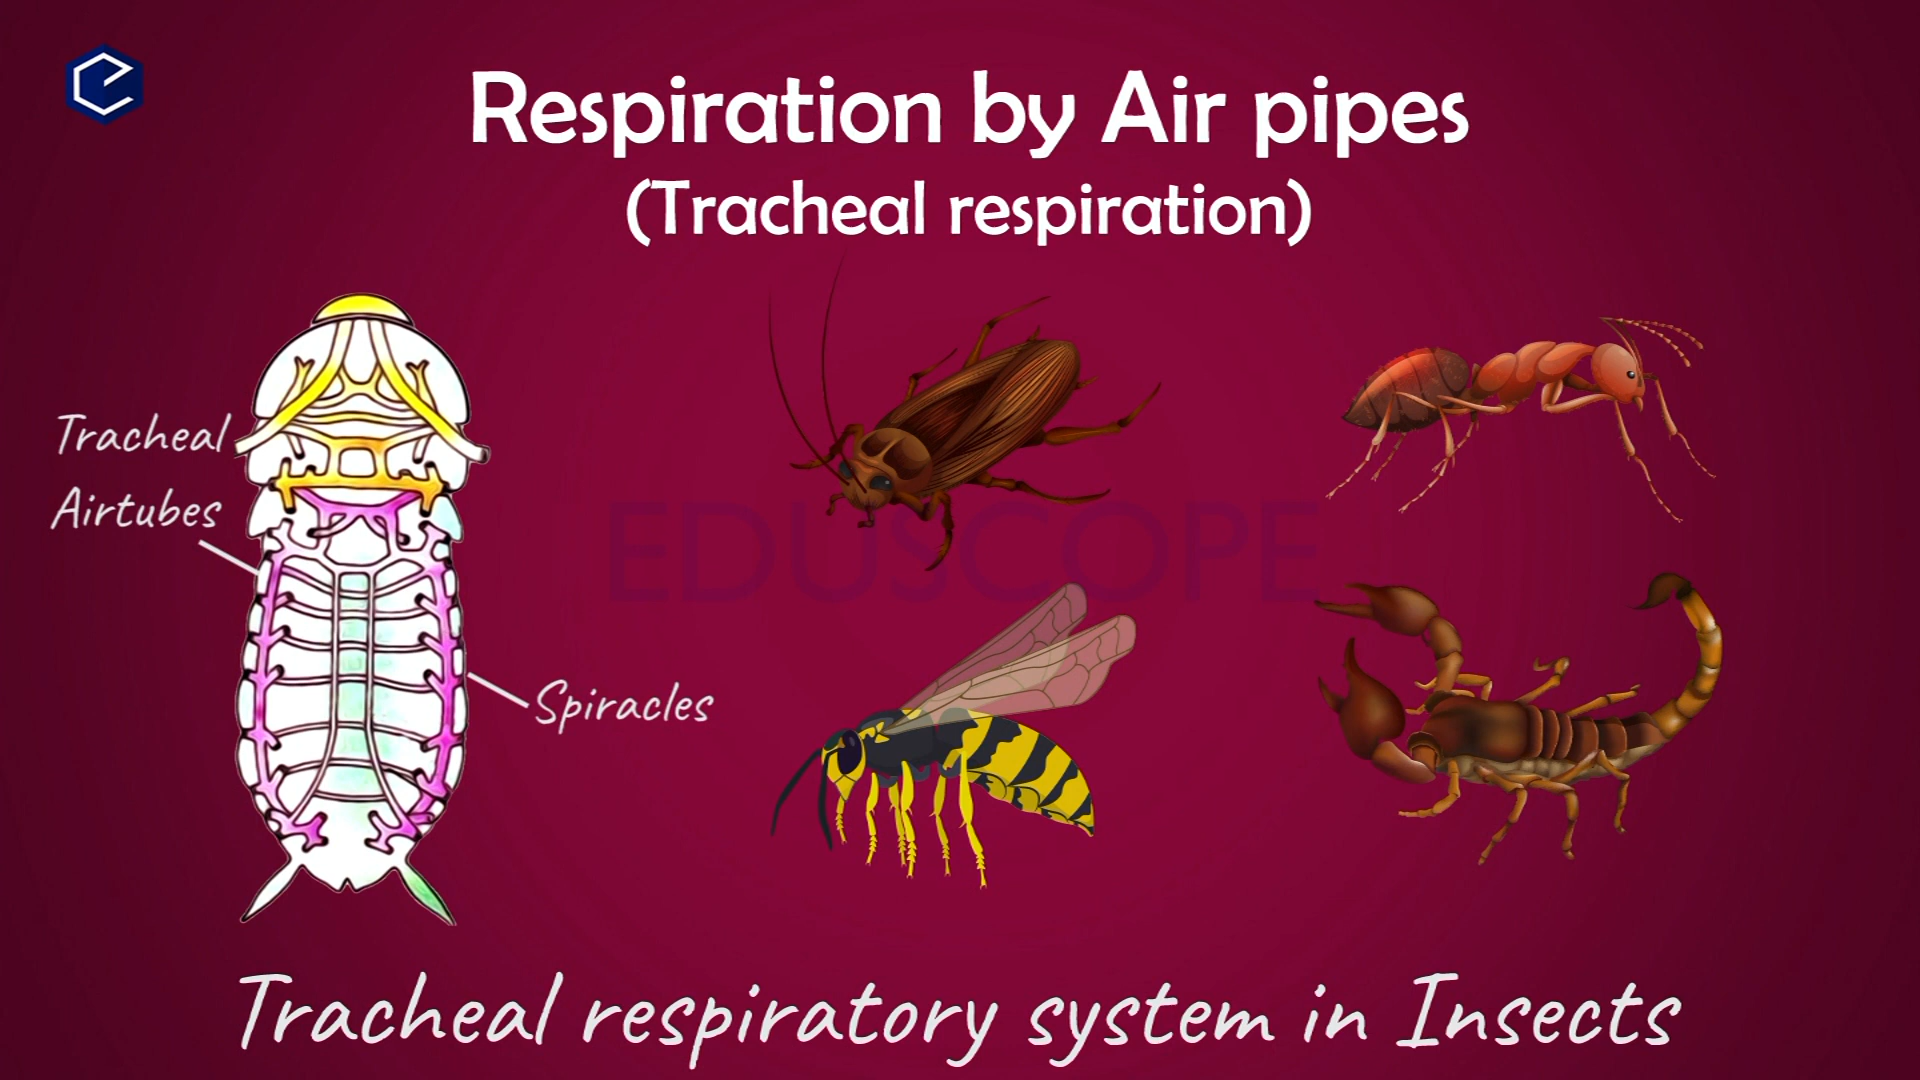 Respiration by Air pipes
(Tracheal respiration)
Tracheal
Airtubes
EDUSCOPE
Spiracles
Tracheal respiratory system in Insects